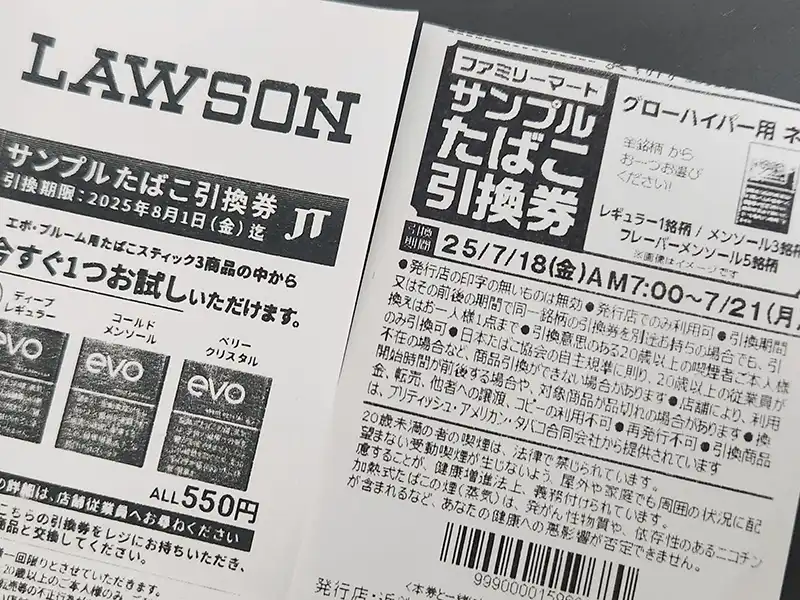 LAWSON
サンプルたばこ引換券
引換期限:2025年8月1日(金)迄
JT
エボ・プルーム用たばこスティック3商品の中から
今すぐ1つお試しいただけます。
ディープ
レギュラー
コールド
メンソール
ベリー
クリスタル
evo
evo
evo
ALL550円
の詳細は、店舗従業員へお尋ねください
こちらの引換券をレジにお持ちいただき、
商品と交換してください。
一回限りとさせていただきます。
20歳以上のご本人様のみ
ファミリーマート
サンプル
たばこ
引換券
グローハイパー用 ネ
全銘柄 から
お一つお選び
ください!!
レギュラー1銘柄 / メンソール3銘柄
フレーバーメンソール5銘柄
※画像はイメージです
引換
期間
25/7/18(金)AM7:00~7/21(月
●発行店の印字の無いものは無効●発行店でのみ利用可●引換期間
又はその前後の期間で同一銘柄の引換券を別途お持ちの場合でも、引
換えはお一人様1点まで●引換意思のある20歳以上の喫煙者ご本人様
のみ引換可●日本たばこ協会の自主規準に則り、20歳以上の従業員が
不在の場合など、商品引換ができない場合があります●店舗により、利用
開始時間が前後する場合や、対象商品が品切れの場合があります●換
金、転売、他者への譲渡、コピーの利用不可●再発行不可●引換商品
は、ブリティッシュ・アメリカン・タバコ合同会社から提供されています
20歳未満の者の喫煙は、法律で禁じられています。
望まない受動喫煙が生じないよう、屋外や家庭でも周囲の状況に配
慮することが、健康増進法上、義務付けられています。
加熱式たばこの煙(蒸気)は、発がん性物質や、依存性のあるニコチン
が含まれるなど、あなたの健康への悪影響が否定できません。